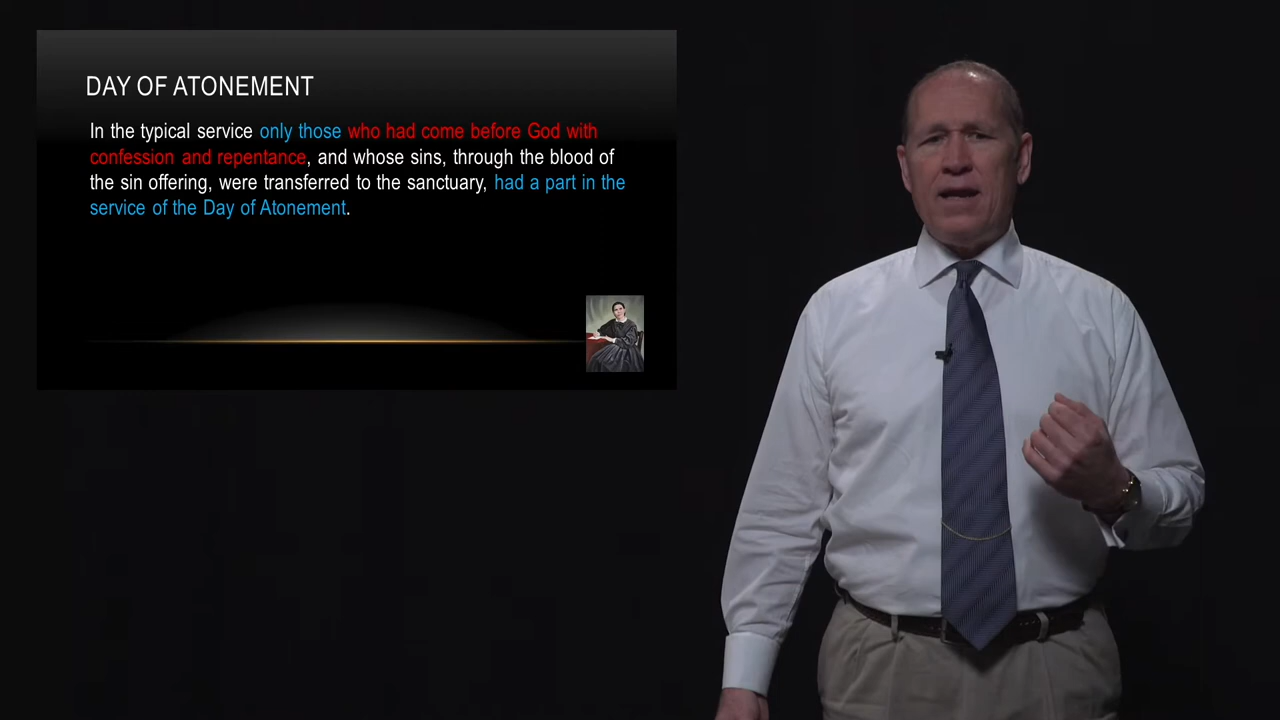 DAY OF ATONEMENT
In the typical service only those who had come before God with
confession and repentance, and whose sins, through the blood of
the sin offering, were transferred to the sanctuary, had a part in the
service of the Day of Atonement.